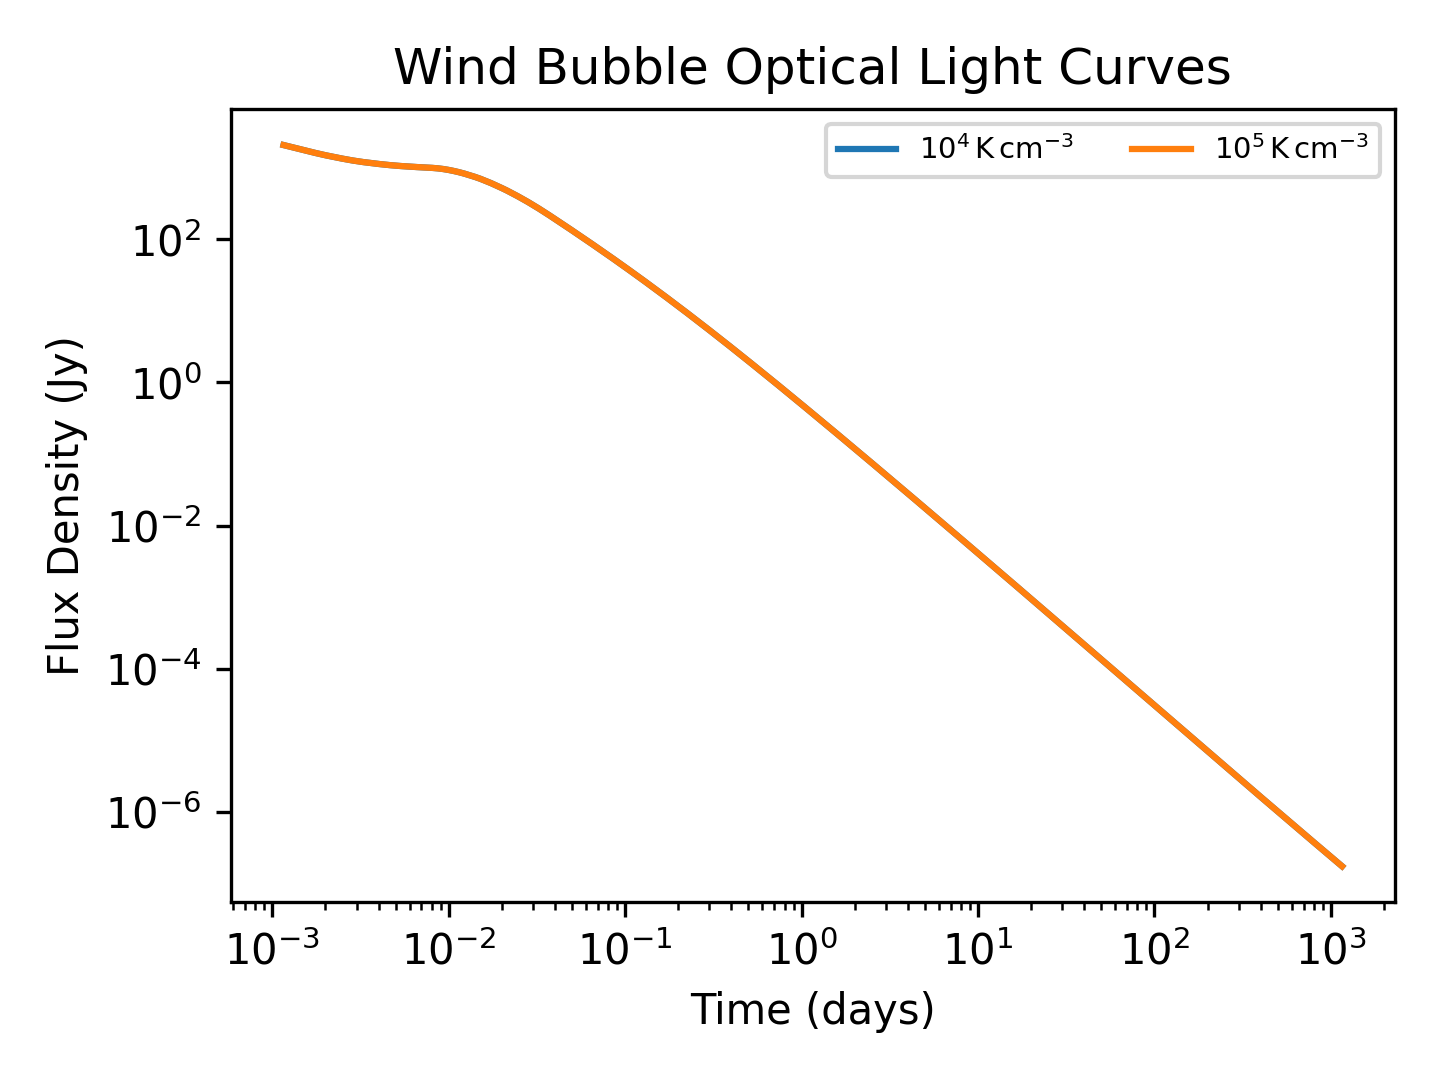 Wind Bubble Optical Light Curves
10⁴ K cm⁻³ 10⁵ K cm⁻³
Flux Density (Jy)
10²
10⁰
10⁻²
10⁻⁴
10⁻⁶
10⁻³ 10⁻² 10⁻¹ 10⁰ 10¹ 10² 10³
Time (days)